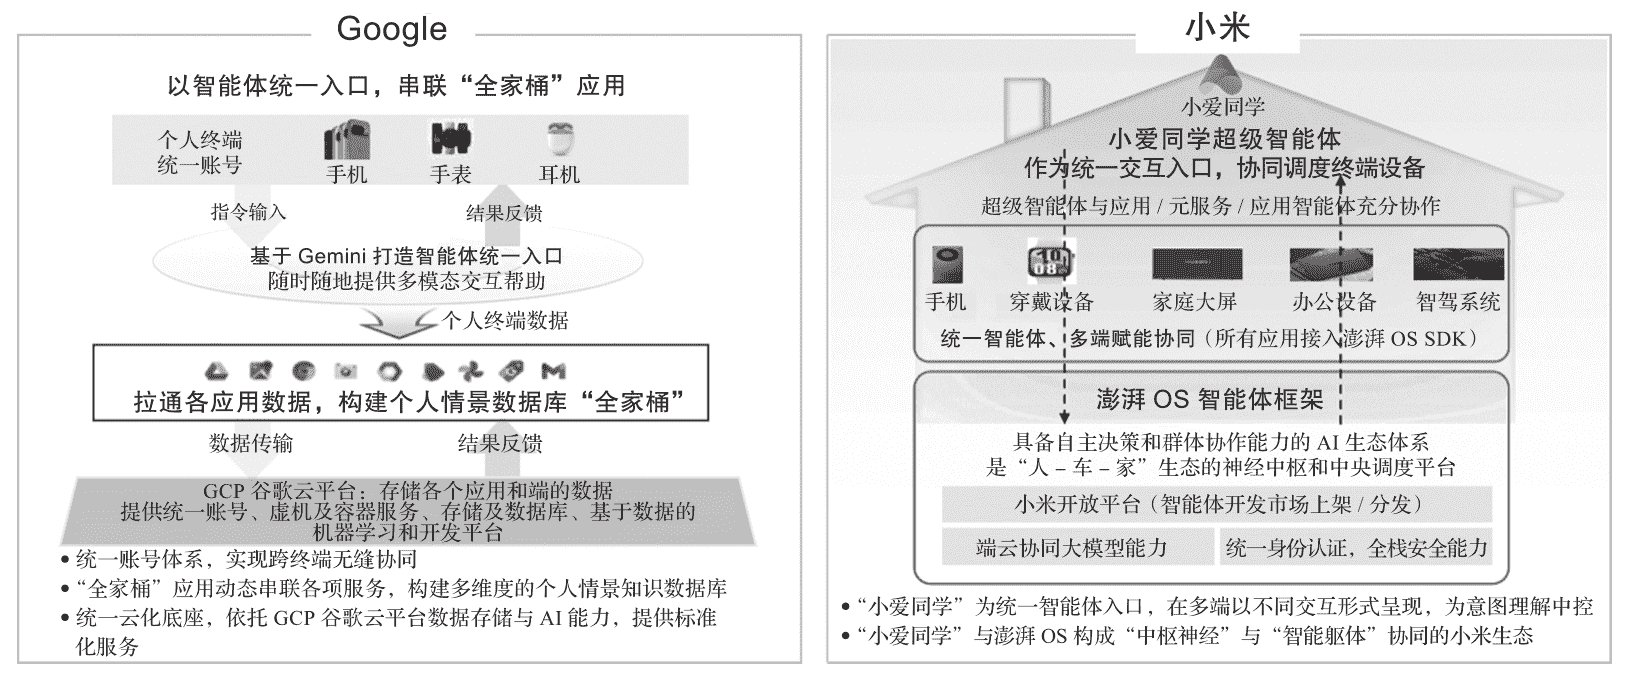 Google
以智能体统一入口，串联“全家桶”应用
个人终端
统一账号
手机
手表
耳机
指令输入
结果反馈
基于 Gemini 打造智能体统一入口
随时随地提供多模态交互帮助
个人终端数据
拉通各应用数据，构建个人情景数据库“全家桶”
数据传输
结果反馈
GCP 谷歌云平台：存储各个应用和端的数据
提供统一账号、虚机及容器服务、存储及数据库、基于数据的
机器学习和开发平台
• 统一账号体系，实现跨终端无缝协同
• “全家桶”应用动态串联各项服务，构建多维度的个人情景知识数据库
• 统一云化底座，依托 GCP 谷歌云平台数据存储与 AI 能力，提供标准
化服务
小米
小爱同学
小爱同学超级智能体
作为统一交互入口，协同调度终端设备
超级智能体与应用 / 元服务 / 应用智能体充分协作
10
08
手机
穿戴设备
家庭大屏
办公设备
智驾系统
统一智能体、多端赋能协同（所有应用接入澎湃 OS SDK）
澎湃 OS 智能体框架
具备自主决策和群体协作能力的 AI 生态体系
是“人－车－家”生态的神经中枢和中央调度平台
小米开放平台（智能体开发市场上架 / 分发）
端云协同大模型能力
统一身份认证，全栈安全能力
• “小爱同学”为统一智能体入口，在多端以不同交互形式呈现，为意图理解中控
• “小爱同学”与澎湃 OS 构成“中枢神经”与“智能躯体”协同的小米生态